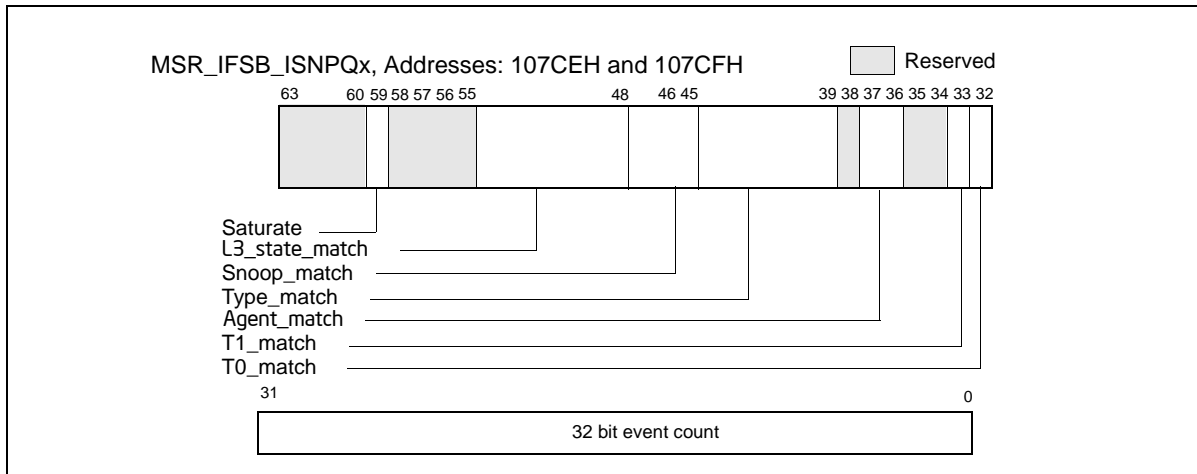 MSR_IFSB_ISNPQx, Addresses: 107CEH and 107CFH
Reserved
63 60 59 58 57 56 55 48 46 45 39 38 37 36 35 34 33 32
Saturate
L3_state_match
Snoop_match
Type_match
Agent_match
T1_match
T0_match
31 0
32 bit event count